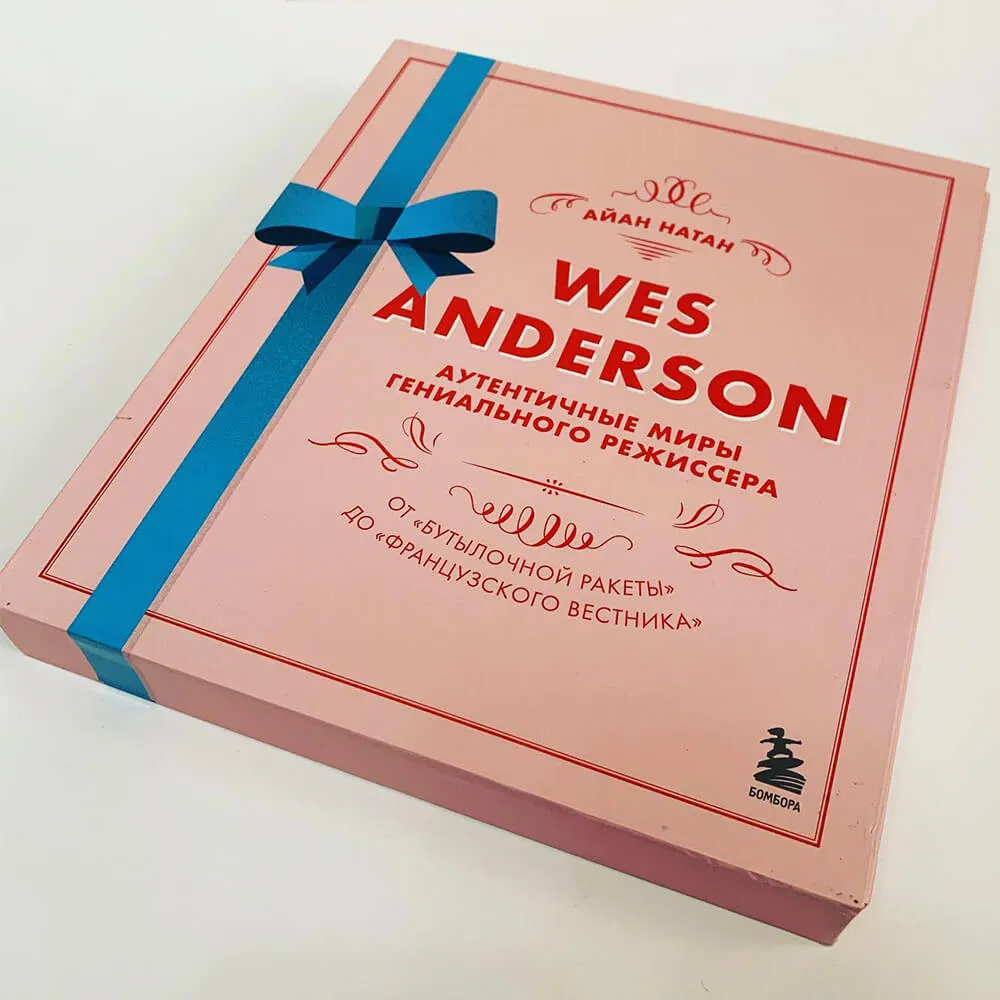 АЙАН НАТАН
WES
ANDERSON
АУТЕНТИЧНЫЕ МИРЫ
ГЕНИАЛЬНОГО РЕЖИССЕРА
ОТ «БУТЫЛОЧНОЙ РАКЕТЫ»
ДО «ФРАНЦУЗСКОГО ВЕСТНИКА»
БОМБОРА